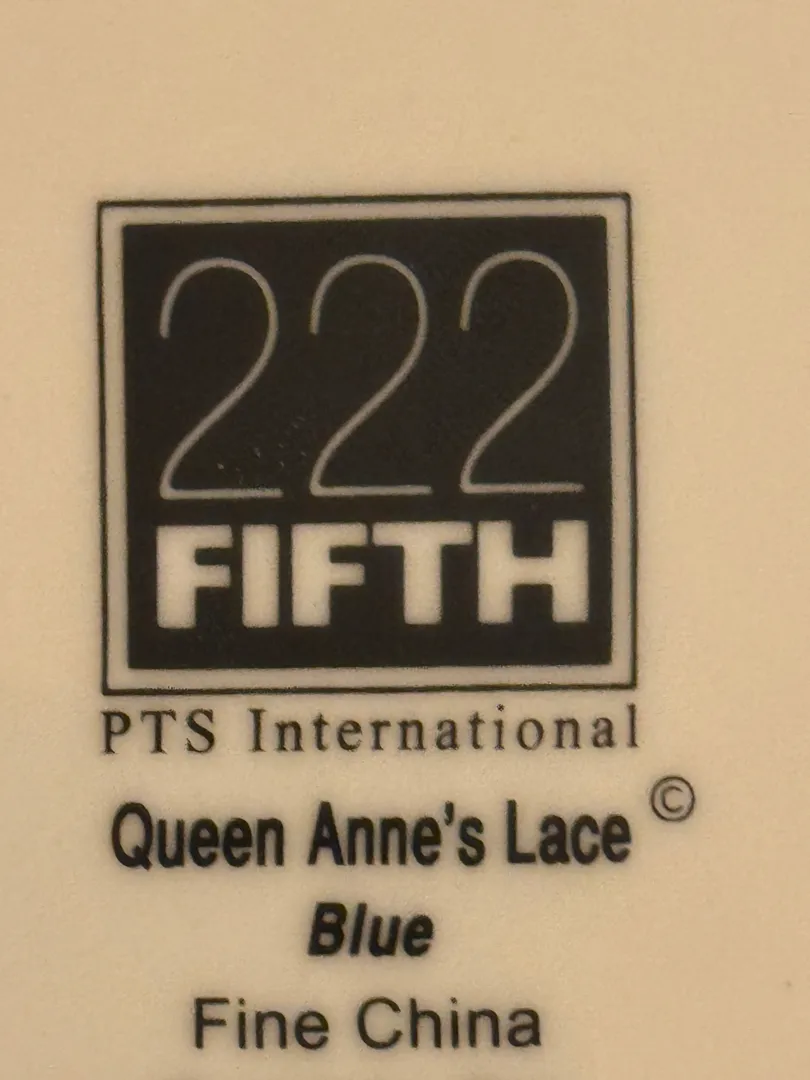 222
FIFTH
PTS International
Queen Anne's Lace ©
Blue
Fine China